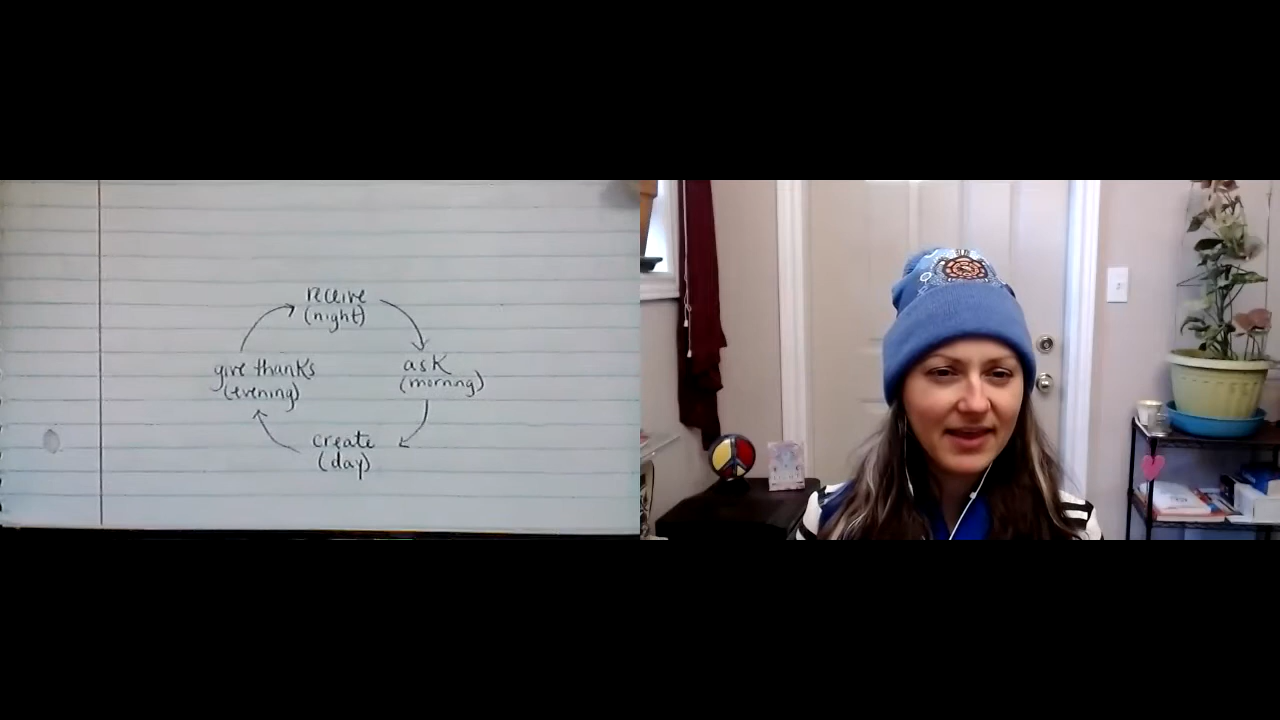 receive
(night)
ask
(morning)
create
(day)
give thanks
(evening)